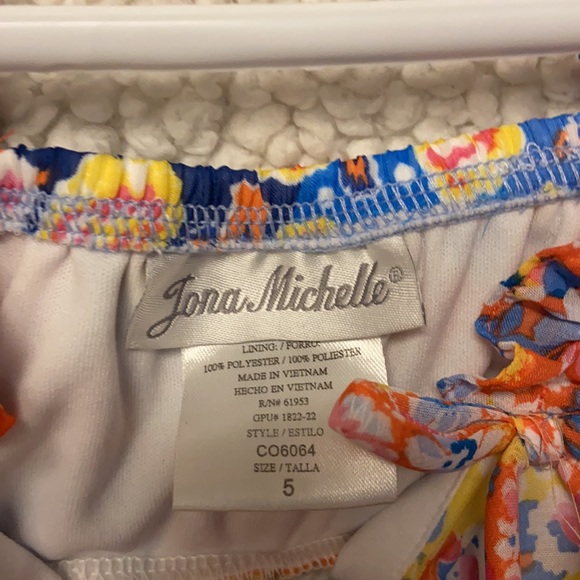 Jona Michelle®
LINING: / FORRO:
100% POLYESTER / 100% POLIESTER
MADE IN VIETNAM
HECHO EN VIETNAM
R/N# 61953
GPU# 1822-22
STYLE / ESTILO
CO6064
SIZE / TALLA
5